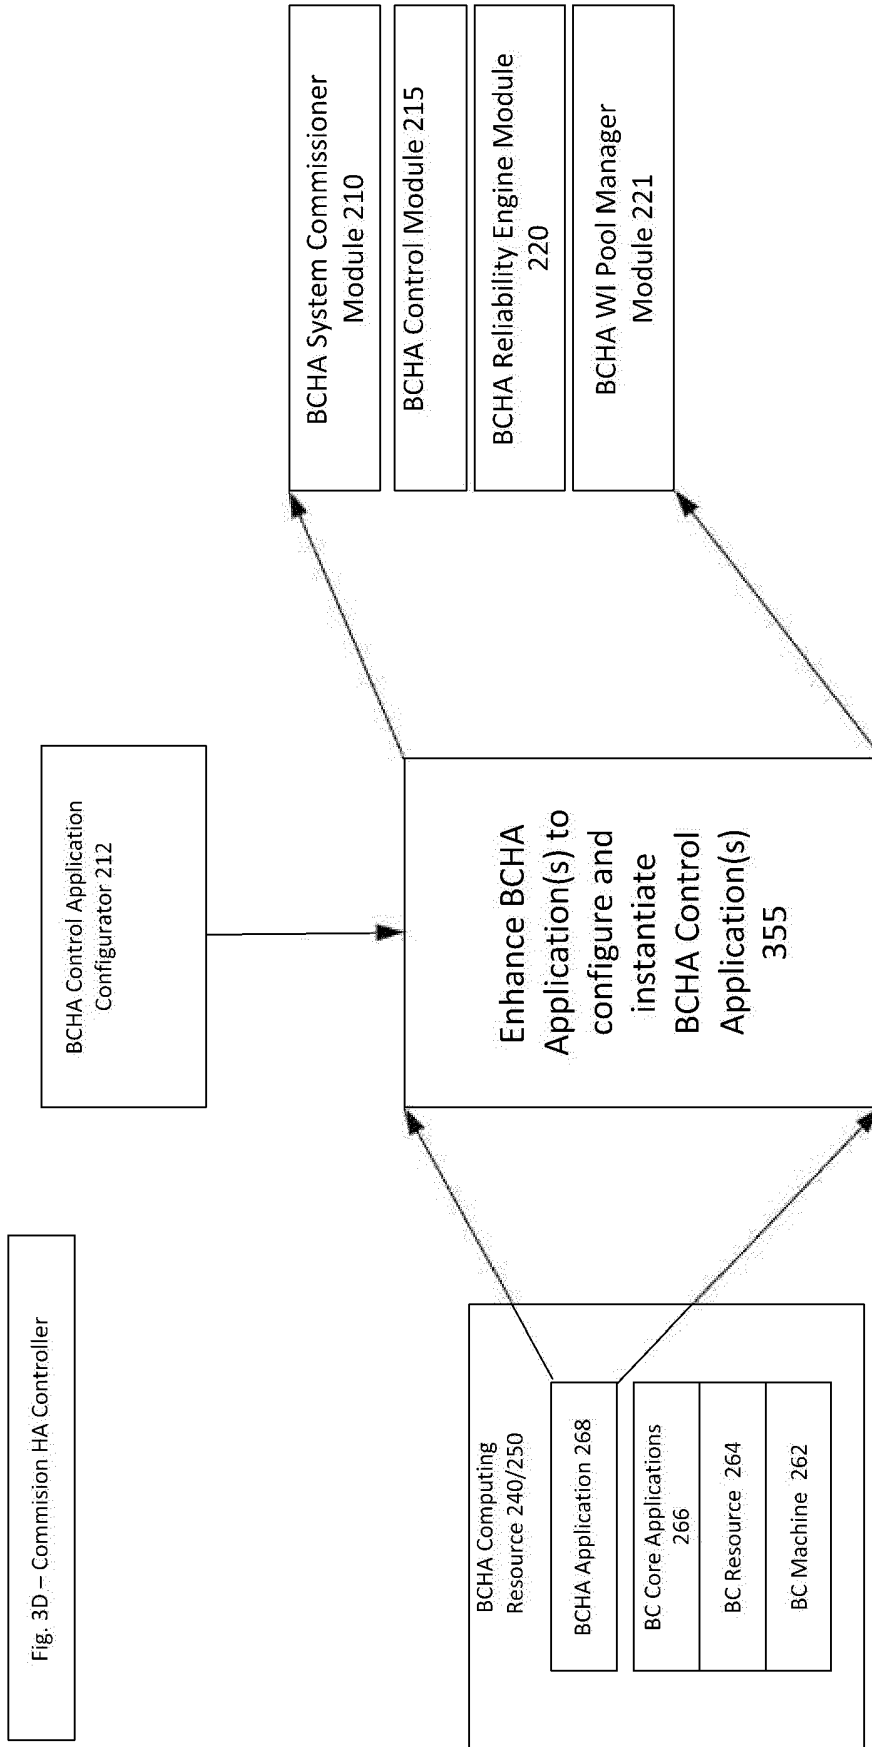 Fig. 3D – Commision HA Controller
BCHA Control Application
Configurator 212
BCHA Computing
Resource 240/250
BCHA Application 268
BC Core Applications
266
BC Resource 264
BC Machine 262
Enhance BCHA
Application(s) to
configure and
instantiate
BCHA Control
Application(s)
355
BCHA System Commissioner
Module 210
BCHA Control Module 215
BCHA Reliability Engine Module
220
BCHA WI Pool Manager
Module 221